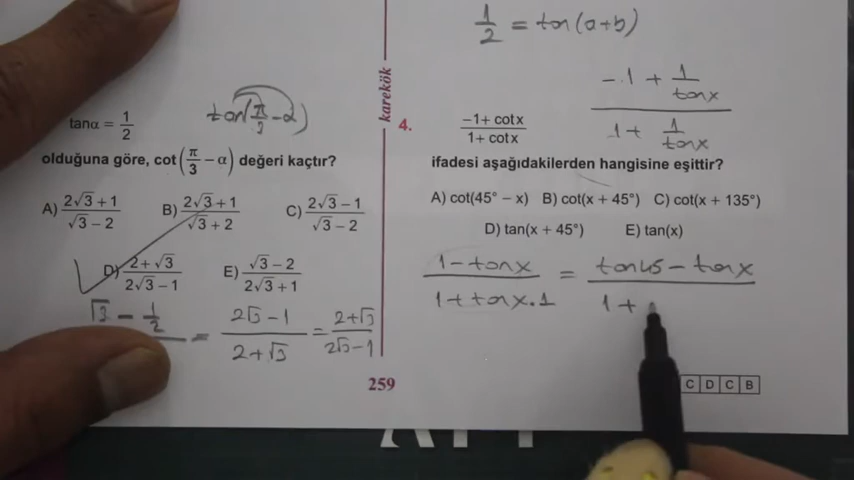 1/2 = tan(a+b)
tanα = 1/2
tan(π/3 − α)
olduğuna göre, cot(π/3 − α) değeri kaçtır?
A) (2√3 + 1)/(√3 − 2) B) (2√3 + 1)/(√3 + 2) C) (2√3 − 1)/(√3 − 2)
D) (2 + √3)/(2√3 − 1) E) (√3 − 2)/(2√3 + 1)
√3 − 1/2 = (2√3 − 1)/(2 + √3) = (2 + √3)/(2√3 − 1)
karekök
4.
(−1 + cotx)/(1 + cotx)
(−1 + 1/tanx)/(1 + 1/tanx)
ifadesi aşağıdakilerden hangisine eşittir?
A) cot(45° − x) B) cot(x + 45°) C) cot(x + 135°)
D) tan(x + 45°) E) tan(x)
(1 − tanx)/(1 + tanx.1) = (tan45 − tanx)/(1 +
259
C D C B